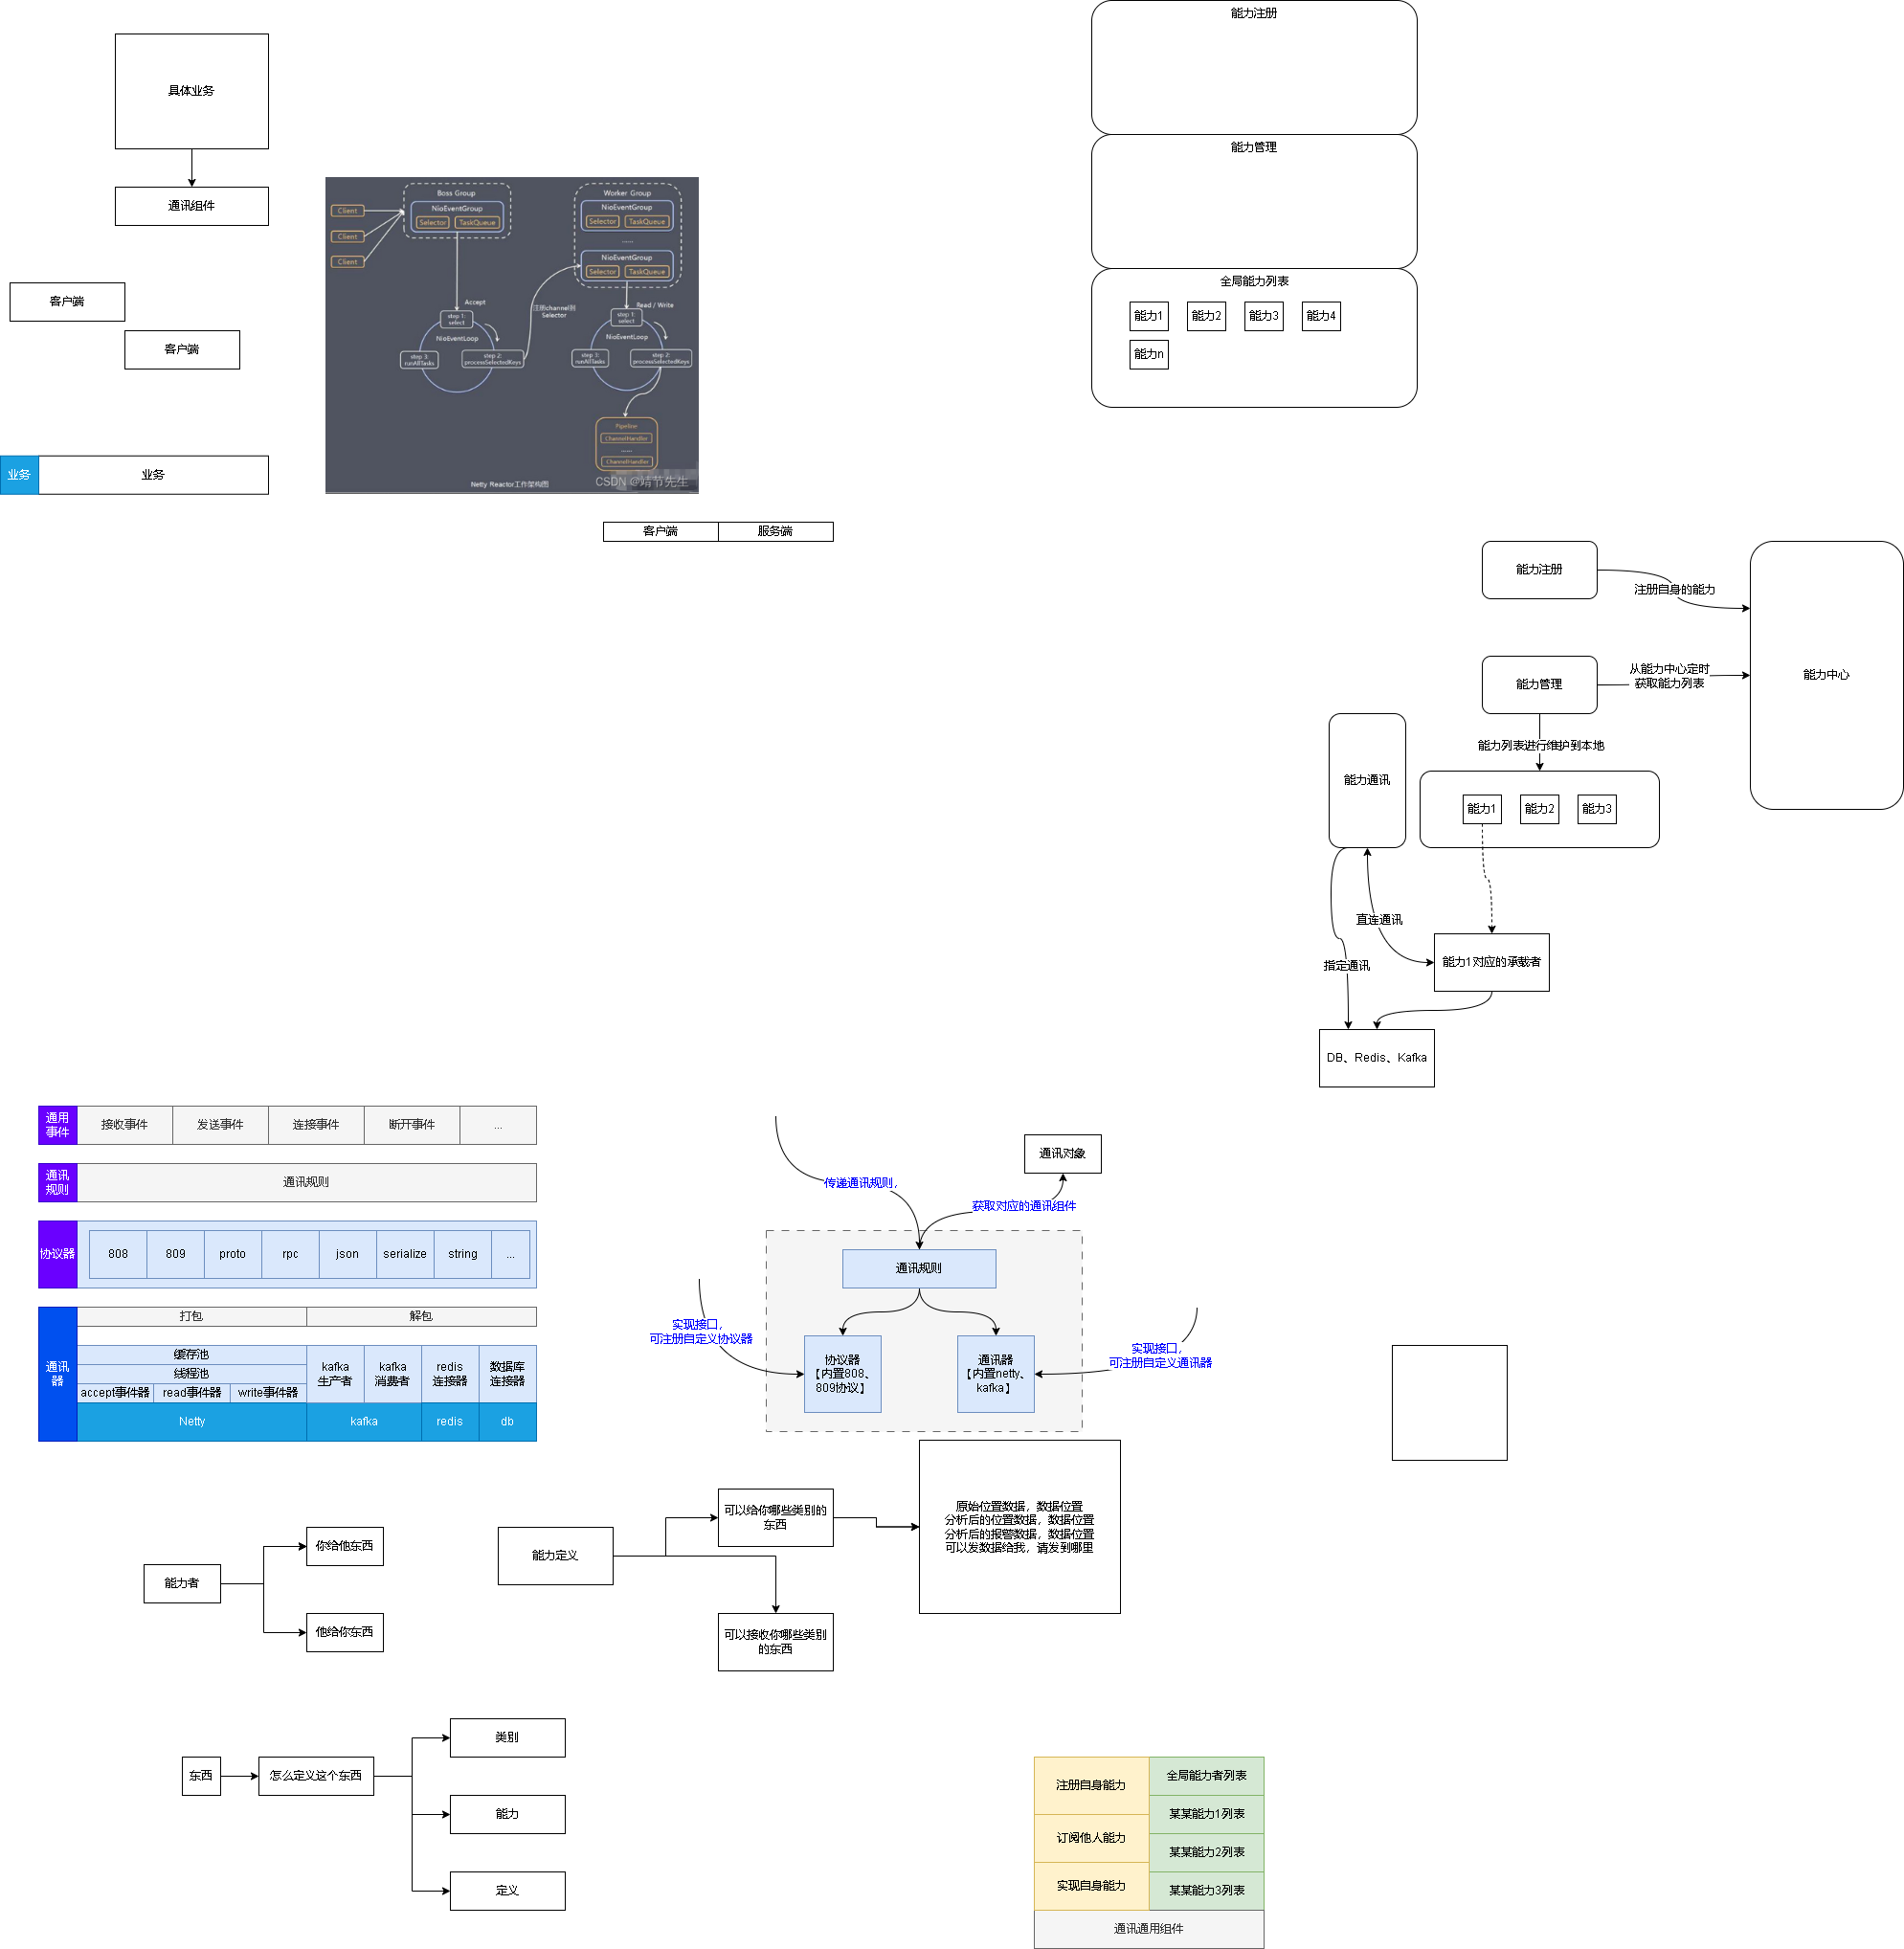 能力注册
具体业务
能力管理
通讯组件
Boss Group
NioEventGroup
Selector
TaskQueue
Client
Client
Client
Worker Group
NioEventGroup
Selector
TaskQueue
......
NioEventGroup
Selector
TaskQueue
Accept
step 1:
select
NioEventLoop
step 3:
runAllTasks
step 2:
processSelectedKeys
注册channel到
Selector
Read / Write
step 1:
select
NioEventLoop
step 3:
runAllTasks
step 2:
processSelectedKeys
Pipeline
ChannelHandler
......
ChannelHandler
Netty Reactor工作架构图
CSDN @靖节先生
全局能力列表
能力1
能力2
能力3
能力4
能力n
客户端
客户端
业务
业务
客户端
服务端
能力注册
注册自身的能力
能力管理
从能力中心定时
获取能力列表
能力中心
能力列表进行维护到本地
能力通讯
能力1
能力2
能力3
直连通讯
指定通讯
能力1对应的承载者
DB、Redis、Kafka
通用
事件
接收事件
发送事件
连接事件
断开事件
...
通讯
规则
通讯规则
协议器
808
809
proto
rpc
json
serialize
string
...
通讯
器
打包
解包
缓存池
线程池
accept事件器
read事件器
write事件器
kafka
生产者
kafka
消费者
redis
连接器
数据库
连接器
Netty
kafka
redis
db
通讯对象
传递通讯规则，
获取对应的通讯组件
通讯规则
实现接口，
可注册自定义协议器
协议器
【内置808、
809协议】
通讯器
【内置netty、
kafka】
实现接口，
可注册自定义通讯器
能力者
你给他东西
他给你东西
能力定义
可以给你哪些类别的
东西
可以接收你哪些类别
的东西
原始位置数据，数据位置
分析后的位置数据，数据位置
分析后的报警数据，数据位置
可以发数据给我，请发到哪里
东西
怎么定义这个东西
类别
能力
定义
注册自身能力
订阅他人能力
实现自身能力
全局能力者列表
某某能力1列表
某某能力2列表
某某能力3列表
通讯通用组件